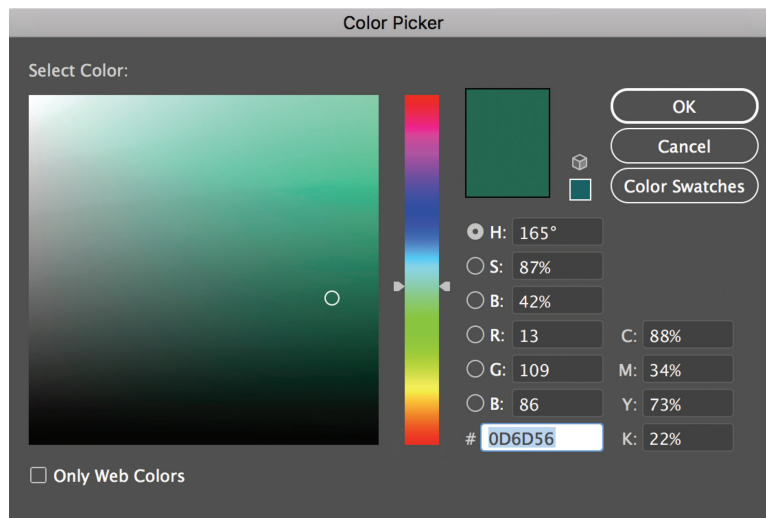 Color Picker
Select Color:
OK
Cancel
Color Swatches
H: 165°
S: 87%
B: 42%
R: 13 C: 88%
G: 109 M: 34%
B: 86 Y: 73%
# 0D6D56 K: 22%
Only Web Colors